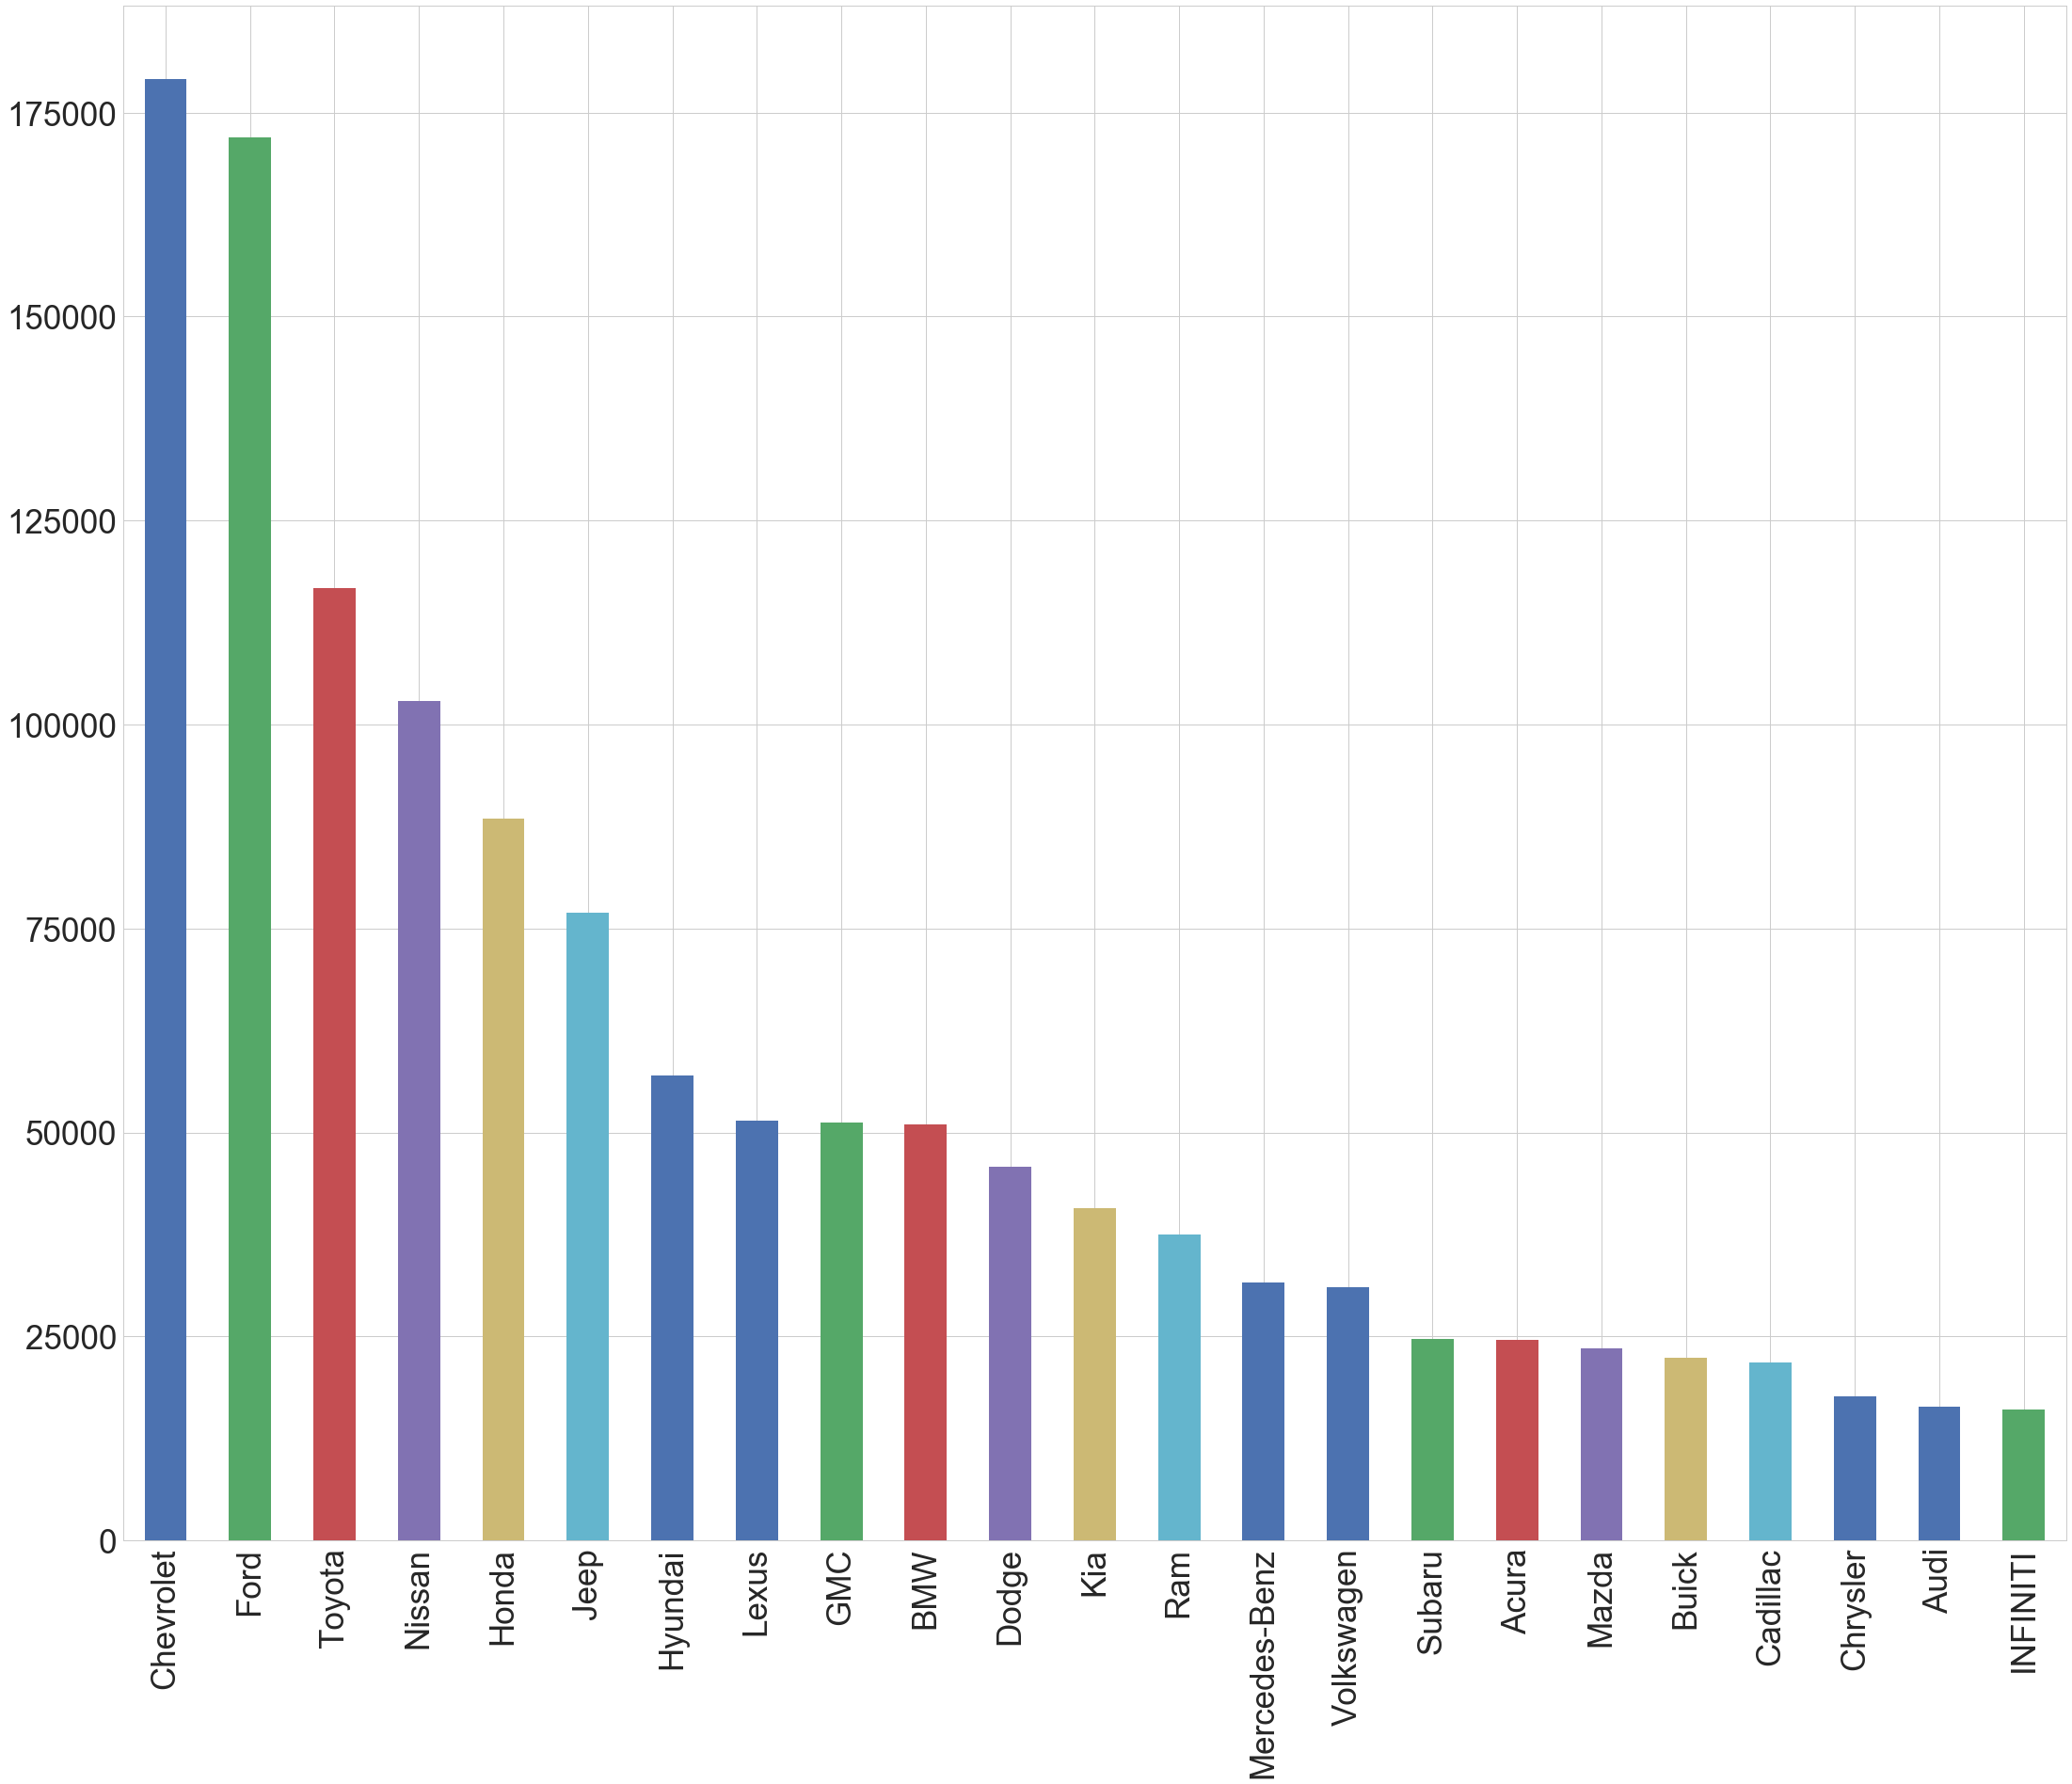 175000
150000
125000
100000
75000
50000
25000
0
Chevrolet
Ford
Toyota
Nissan
Honda
Jeep
Hyundai
Lexus
GMC
BMW
Dodge
Kia
Ram
Mercedes-Benz
Volkswagen
Subaru
Acura
Mazda
Buick
Cadillac
Chrysler
Audi
INFINITI